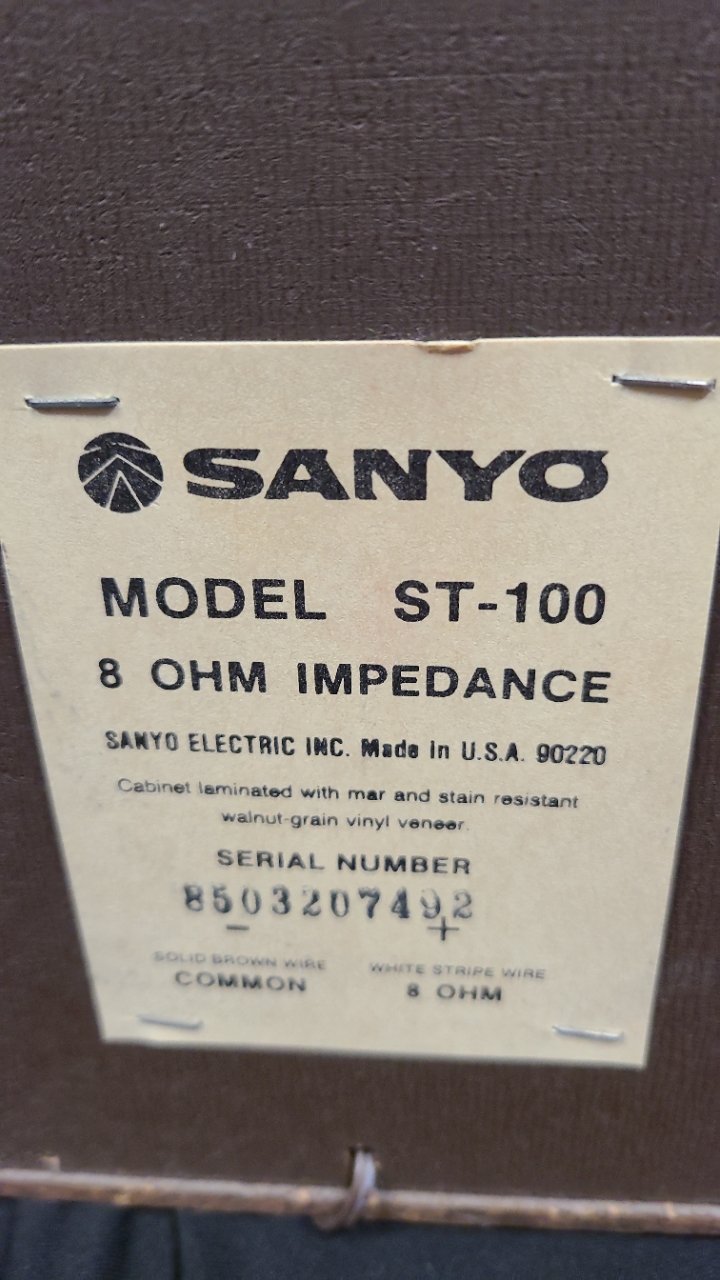 SANYO
MODEL ST-100
8 OHM IMPEDANCE
SANYO ELECTRIC INC. Made in U.S.A. 90220
Cabinet laminated with mar and stain resistant
walnut-grain vinyl veneer.
SERIAL NUMBER
8503207492
- +
SOLID BROWN WIRE WHITE STRIPE WIRE
COMMON 8 OHM